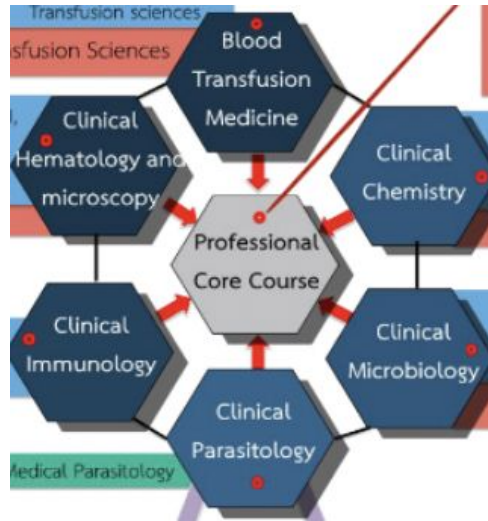 Transfusion sciences
nsfusion Sciences
Blood
Transfusion
Medicine
Clinical
Hematology and
microscopy
Clinical
Chemistry
Professional
Core Course
Clinical
Immunology
Clinical
Microbiology
Clinical
Parasitology
Medical Parasitology